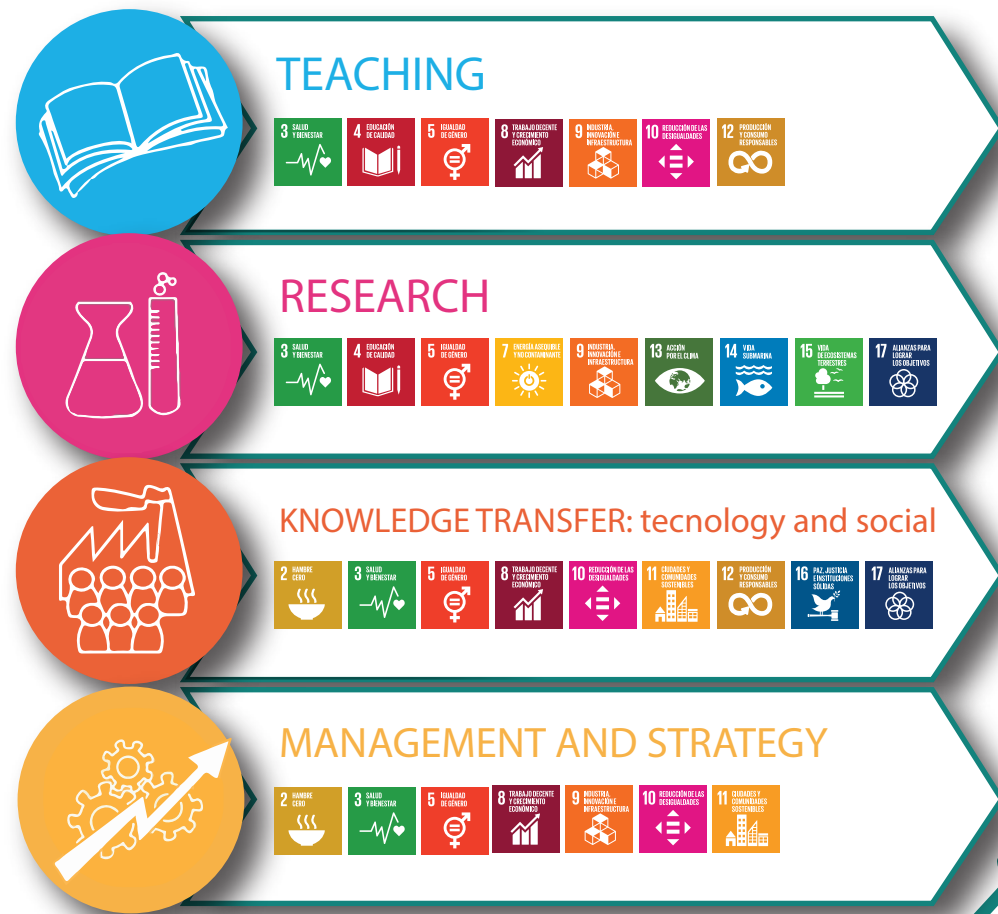 TEACHING
3 SALUD
Y BIENESTAR
4 EDUCACIÓN
DE CALIDAD
5 IGUALDAD
DE GÉNERO
8 TRABAJO DECENTE
Y CRECIMIENTO
ECONÓMICO
9 INDUSTRIA,
INNOVACIÓN E
INFRAESTRUCTURA
10 REDUCCIÓN DE LAS
DESIGUALDADES
12 PRODUCCIÓN
Y CONSUMO
RESPONSABLES
RESEARCH
3 SALUD
Y BIENESTAR
4 EDUCACIÓN
DE CALIDAD
5 IGUALDAD
DE GÉNERO
7 ENERGÍA ASEQUIBLE
Y NO CONTAMINANTE
9 INDUSTRIA,
INNOVACIÓN E
INFRAESTRUCTURA
13 ACCIÓN
POR EL CLIMA
14 VIDA
SUBMARINA
15 VIDA
DE ECOSISTEMAS
TERRESTRES
17 ALIANZAS PARA
LOGRAR
LOS OBJETIVOS
KNOWLEDGE TRANSFER: tecnology and social
2 HAMBRE
CERO
3 SALUD
Y BIENESTAR
5 IGUALDAD
DE GÉNERO
8 TRABAJO DECENTE
Y CRECIMIENTO
ECONÓMICO
10 REDUCCIÓN DE LAS
DESIGUALDADES
11 CIUDADES Y
COMUNIDADES
SOSTENIBLES
12 PRODUCCIÓN
Y CONSUMO
RESPONSABLES
16 PAZ, JUSTICIA
E INSTITUCIONES
SÓLIDAS
17 ALIANZAS PARA
LOGRAR
LOS OBJETIVOS
MANAGEMENT AND STRATEGY
2 HAMBRE
CERO
3 SALUD
Y BIENESTAR
5 IGUALDAD
DE GÉNERO
8 TRABAJO DECENTE
Y CRECIMIENTO
ECONÓMICO
9 INDUSTRIA,
INNOVACIÓN E
INFRAESTRUCTURA
10 REDUCCIÓN DE LAS
DESIGUALDADES
11 CIUDADES Y
COMUNIDADES
SOSTENIBLES